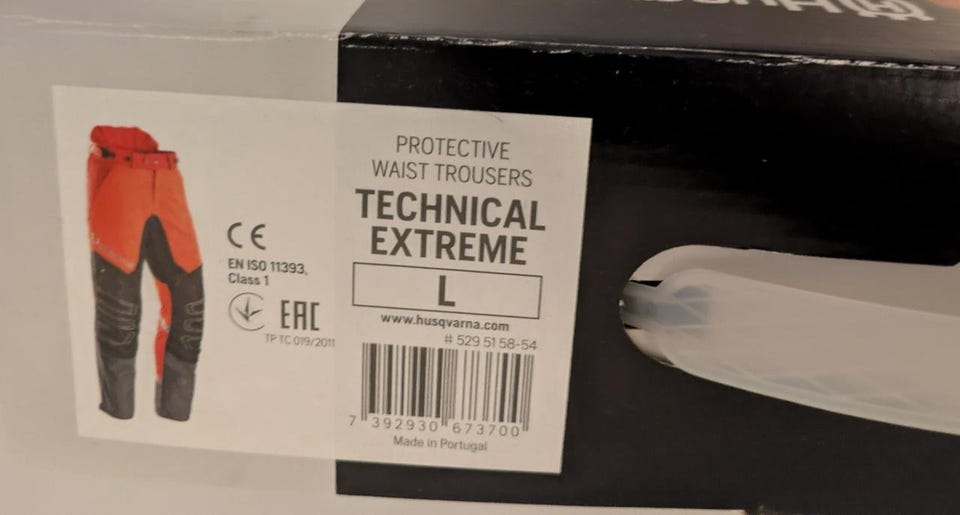 Husqvarna
PROTECTIVE
WAIST TROUSERS
TECHNICAL
EXTREME
L
www.husqvarna.com
# 529 51 58-54
7 392930 673700
Made in Portugal
CE
EN ISO 11393,
Class 1
EAC
TP TC 019/2011